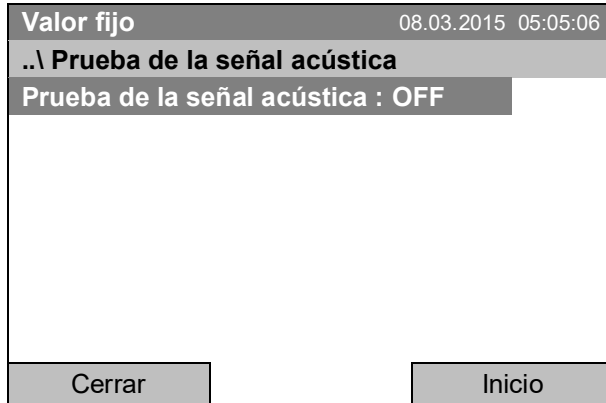 Valor fijo 08.03.2015 05:05:06
..\ Prueba de la señal acústica
Prueba de la señal acústica : OFF
Cerrar Inicio